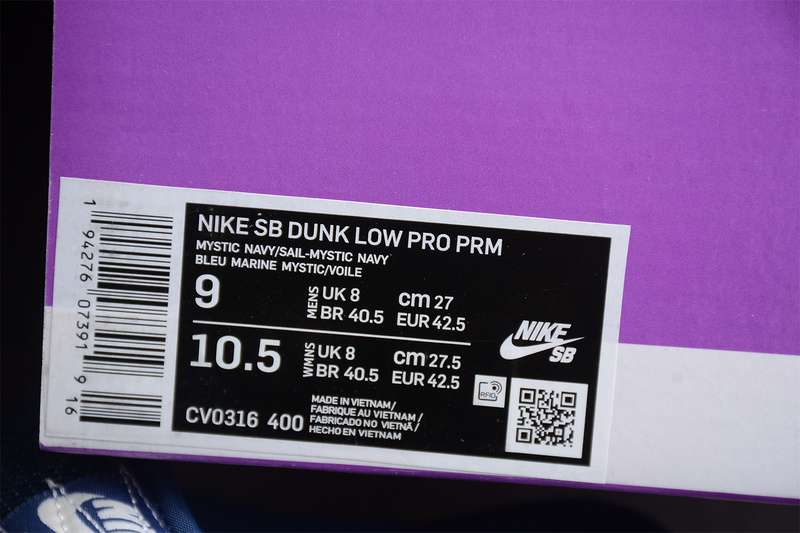 NIKE SB DUNK LOW PRO PRM
MYSTIC NAVY/SAIL-MYSTIC NAVY
BLEU MARINE MYSTIC/VOILE
9 MENS UK 8 cm 27
BR 40.5 EUR 42.5
10.5 WMNS UK 8 cm 27.5
BR 40.5 EUR 42.5
NIKE
SB
RFID
CV0316 400
MADE IN VIETNAM/
FABRIQUE AU VIETNAM/
FABRICADO NO VIETNÃ/
HECHO EN VIETNAM
1 94276 07391 9 16
NIKE